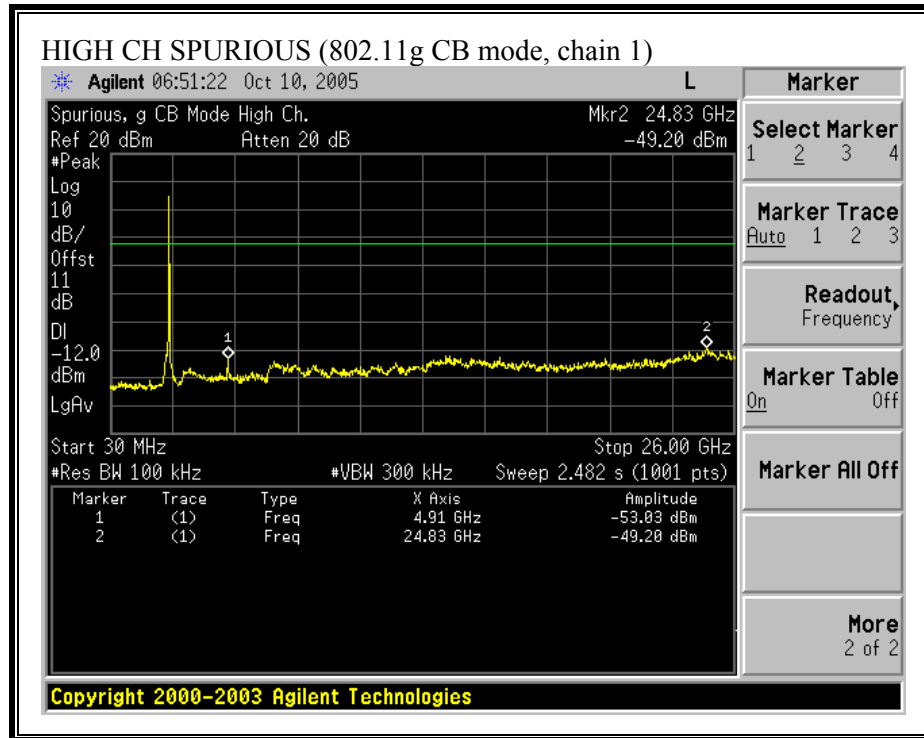 HIGH CH SPURIOUS (802.11g CB mode, chain 1)
Agilent 06:51:22 Oct 10, 2005 L
Spurious, g CB Mode High Ch. Mkr2 24.83 GHz
Ref 20 dBm Atten 20 dB -49.20 dBm
#Peak
Log
10
dB/
Offst
11
dB
DI
-12.0
dBm
LgAv
1
2
Start 30 MHz Stop 26.00 GHz
#Res BW 100 kHz #VBW 300 kHz Sweep 2.482 s (1001 pts)
Marker Trace Type X Axis Amplitude
1 (1) Freq 4.91 GHz -53.03 dBm
2 (1) Freq 24.83 GHz -49.20 dBm
Marker
Select Marker
1 2 3 4
Marker Trace
Auto 1 2 3
Readout
Frequency
Marker Table
On Off
Marker All Off
More
2 of 2
Copyright 2000-2003 Agilent Technologies